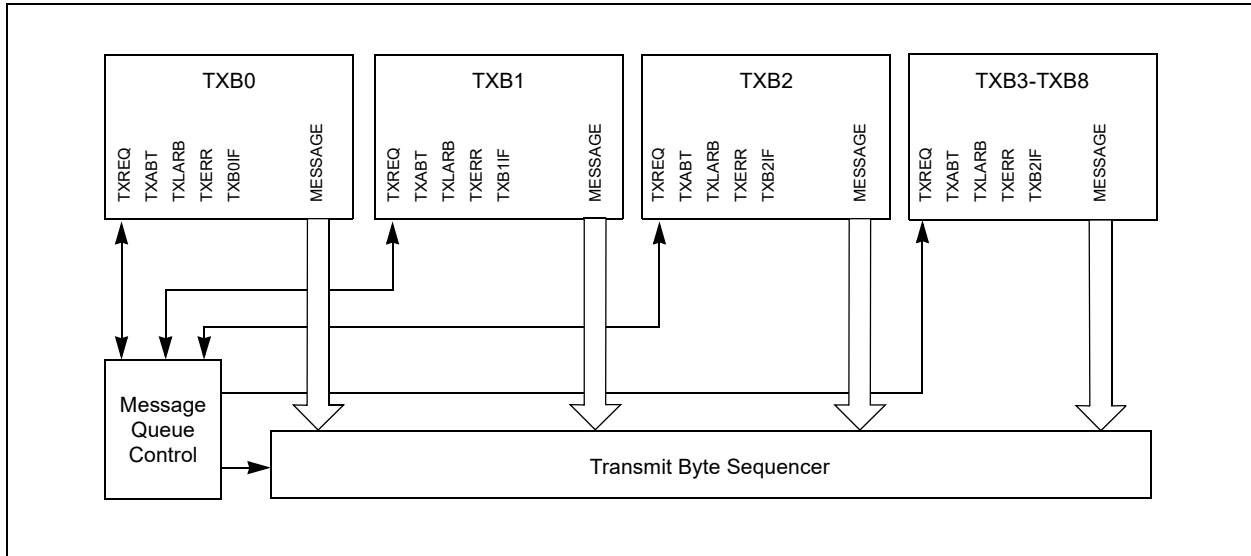 TXB0
TXREQ
TXABT
TXLARB
TXERR
TXB0IF
MESSAGE
TXB1
TXREQ
TXABT
TXLARB
TXERR
TXB1IF
MESSAGE
TXB2
TXREQ
TXABT
TXLARB
TXERR
TXB2IF
MESSAGE
TXB3-TXB8
TXREQ
TXABT
TXLARB
TXERR
TXB2IF
MESSAGE
Message
Queue
Control
Transmit Byte Sequencer